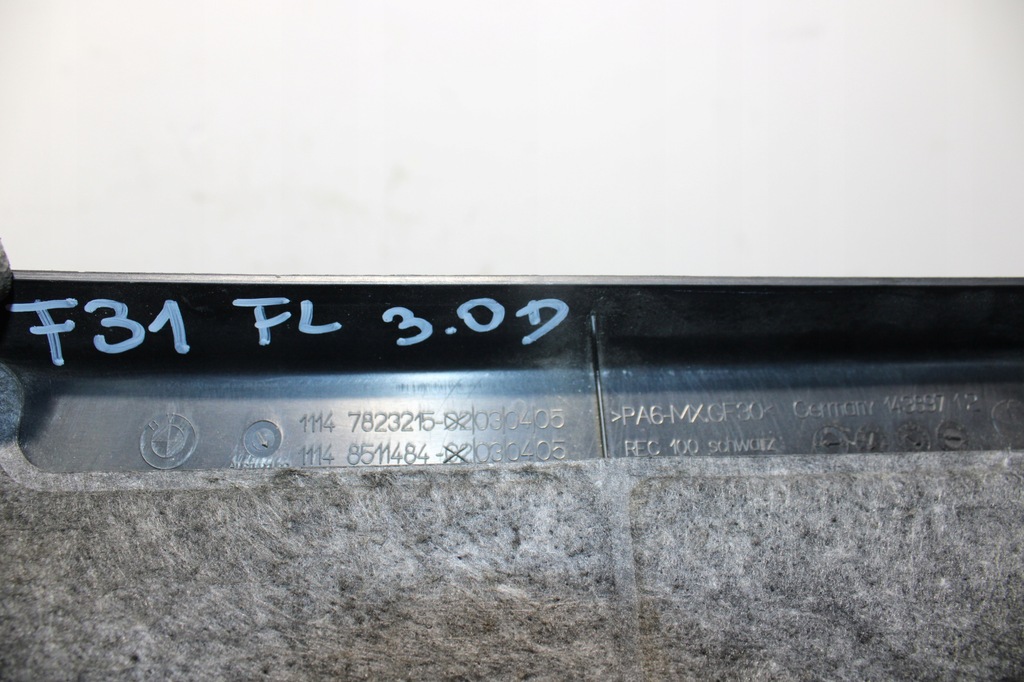 F31 FL 3.0D
1114 7823215-02 030405
1114 8511484-02 030405
>PA6-MX GF30<
REC 100 schwarz
Germany